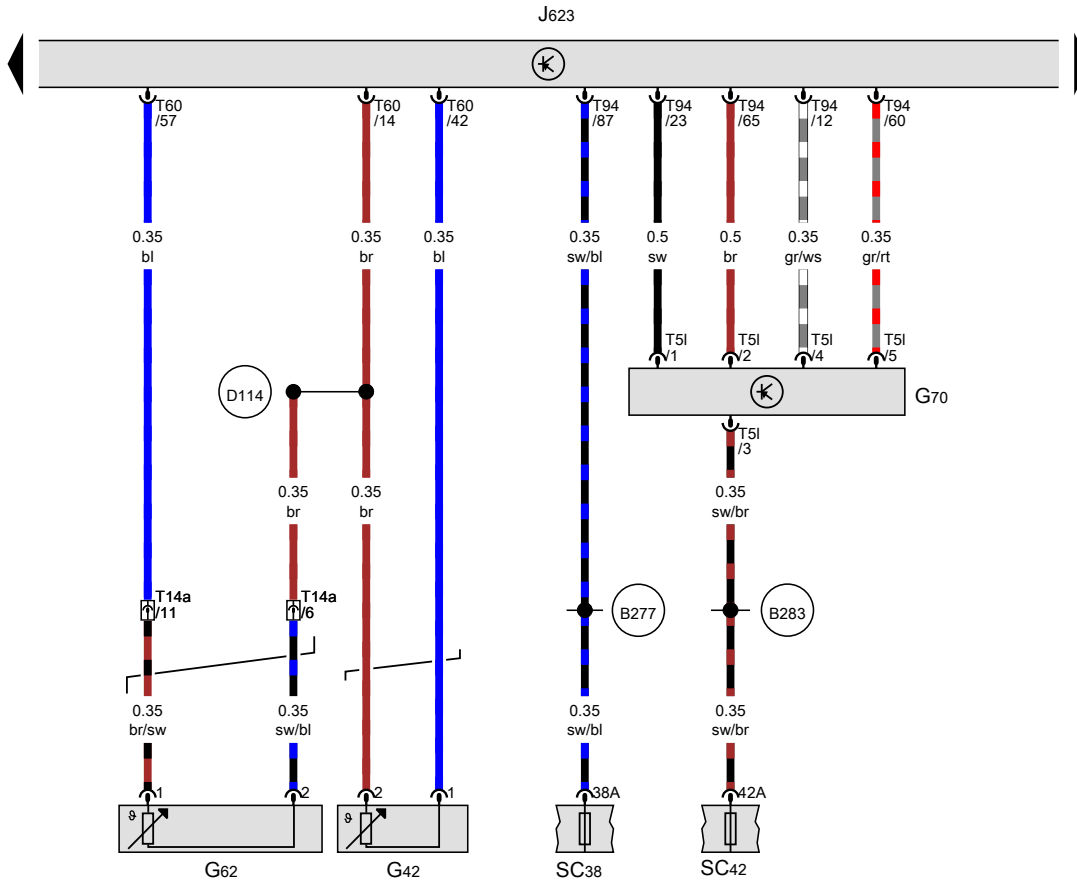 J623
T60 T60 T60 T94 T94 T94 T94 T94
/57 /14 /42 /87 /23 /65 /12 /60
0.35 0.35 0.35 0.35 0.5 0.5 0.35 0.35
bl br bl sw/bl sw br gr/ws gr/rt
T5l T5l T5l T5l
/1 /2 /4 /5
D114
G70
T5l
/3
0.35 0.35 0.35
br br sw/br
T14a T14a
/11 /6
B277 B283
0.35 0.35 0.35 0.35
br/sw sw/bl sw/bl sw/br
1 2 2 1 38A 42A
ϑ ϑ
G62 G42 SC38 SC42